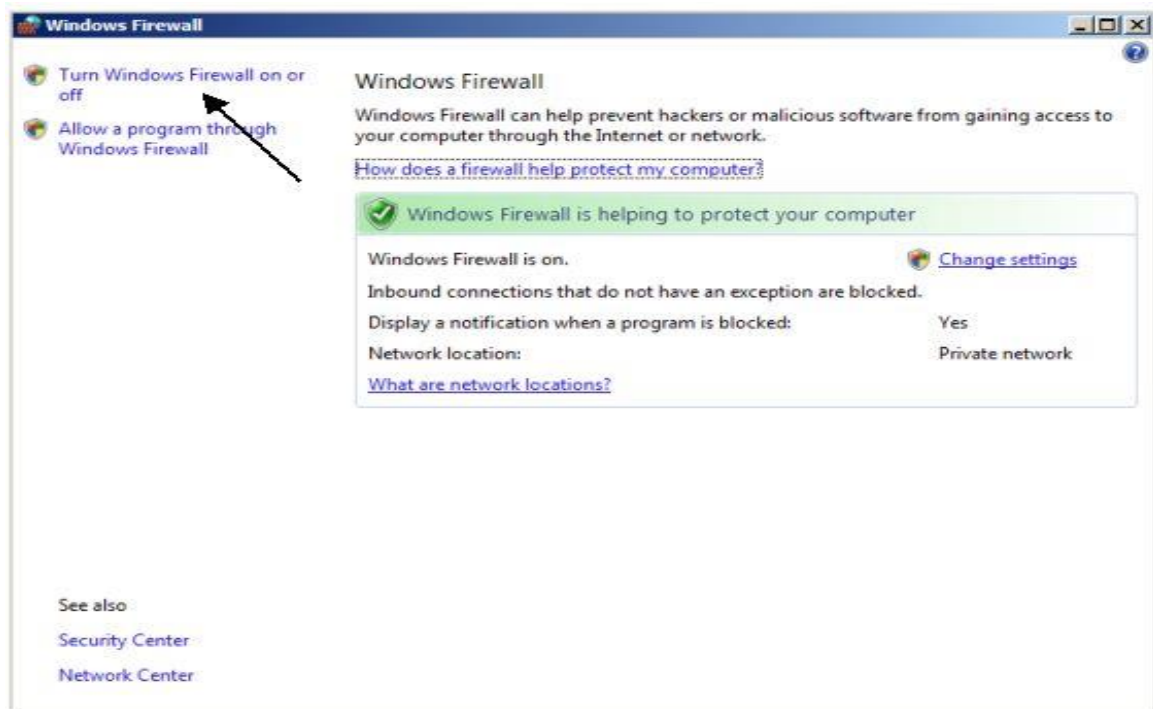 Windows Firewall
Turn Windows Firewall on or
off
Allow a program through
Windows Firewall
See also
Security Center
Network Center
Windows Firewall
Windows Firewall can help prevent hackers or malicious software from gaining access to
your computer through the Internet or network.
How does a firewall help protect my computer?
Windows Firewall is helping to protect your computer
Windows Firewall is on.
Change settings
Inbound connections that do not have an exception are blocked.
Display a notification when a program is blocked: Yes
Network location: Private network
What are network locations?